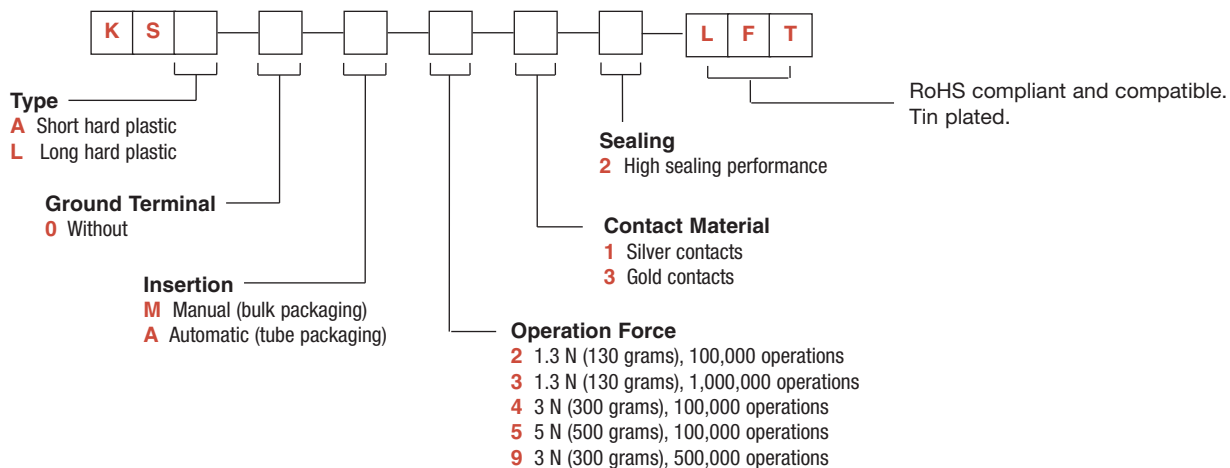 K S L F T
RoHS compliant and compatible.
Tin plated.
Type
A Short hard plastic
L Long hard plastic
Ground Terminal
0 Without
Insertion
M Manual (bulk packaging)
A Automatic (tube packaging)
Operation Force
2 1.3 N (130 grams), 100,000 operations
3 1.3 N (130 grams), 1,000,000 operations
4 3 N (300 grams), 100,000 operations
5 5 N (500 grams), 100,000 operations
9 3 N (300 grams), 500,000 operations
Contact Material
1 Silver contacts
3 Gold contacts
Sealing
2 High sealing performance